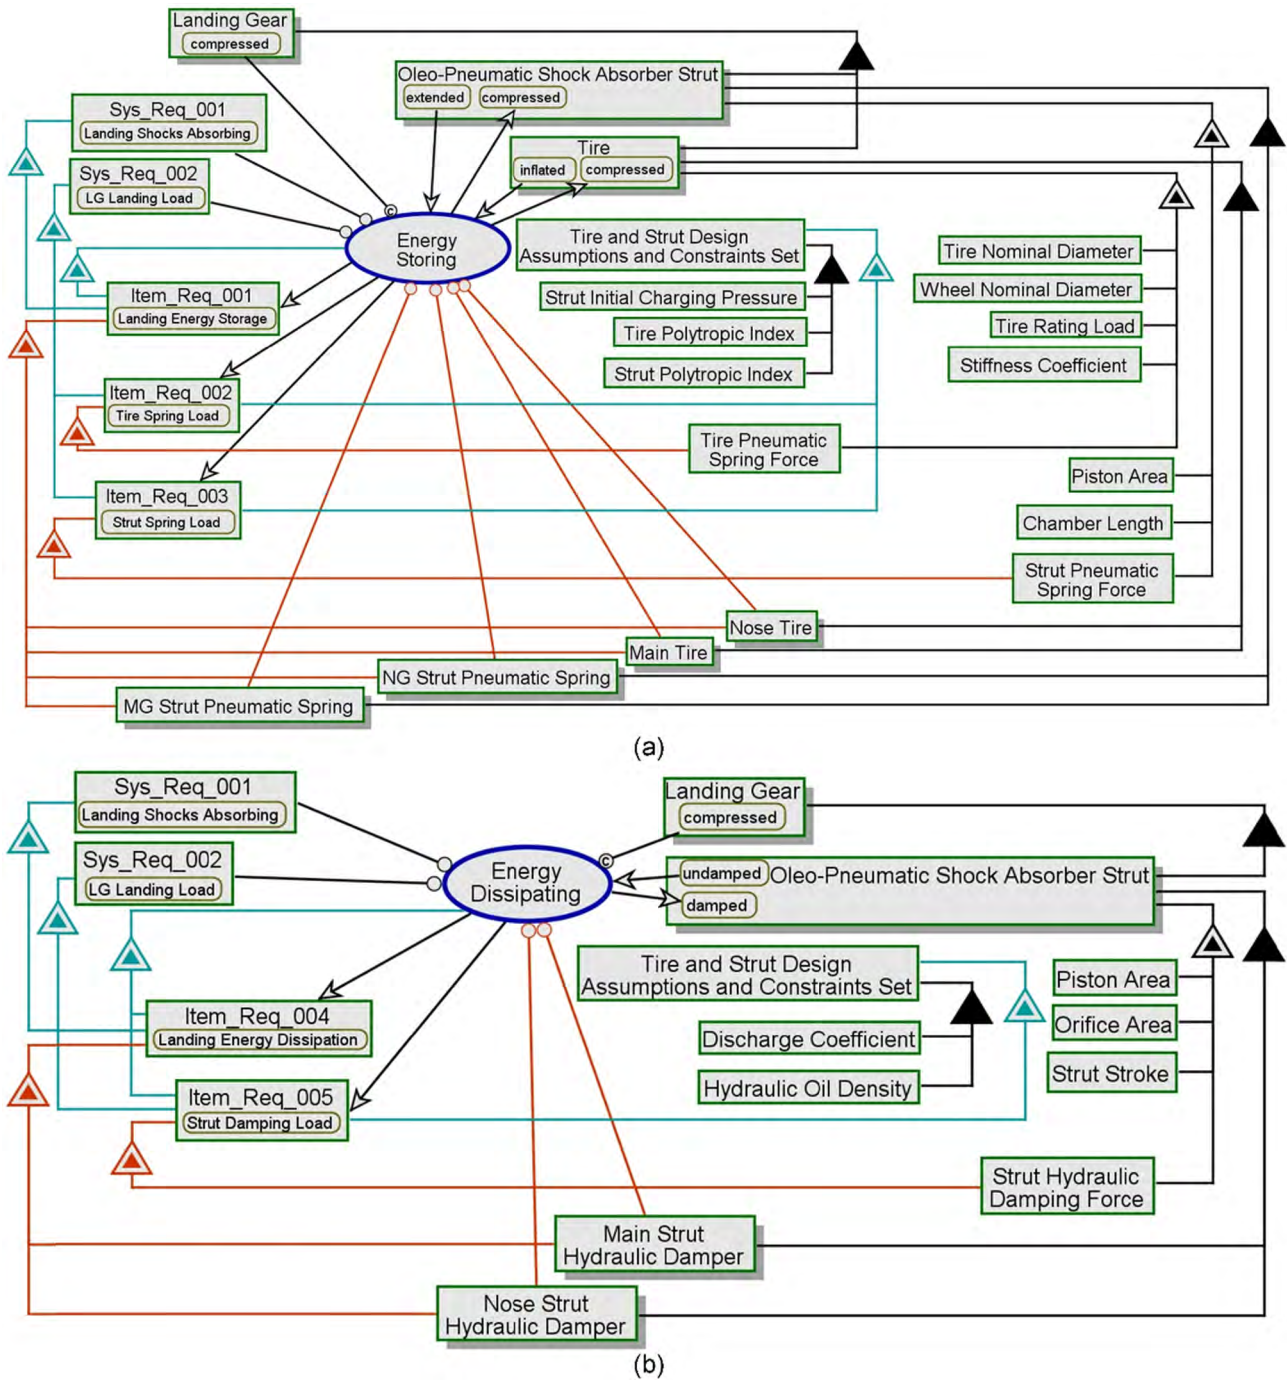 Landing Gear
compressed
Oleo-Pneumatic Shock Absorber Strut
extended
compressed
Sys_Req_001
Landing Shocks Absorbing
Tire
inflated
compressed
Sys_Req_002
LG Landing Load
c
Energy
Storing
Tire and Strut Design
Assumptions and Constraints Set
Tire Nominal Diameter
Item_Req_001
Landing Energy Storage
Strut Initial Charging Pressure
Wheel Nominal Diameter
Tire Polytropic Index
Tire Rating Load
Strut Polytropic Index
Stiffness Coefficient
Item_Req_002
Tire Spring Load
Tire Pneumatic
Spring Force
Piston Area
Item_Req_003
Strut Spring Load
Chamber Length
Strut Pneumatic
Spring Force
Nose Tire
Main Tire
NG Strut Pneumatic Spring
MG Strut Pneumatic Spring
(a)
Sys_Req_001
Landing Shocks Absorbing
Landing Gear
compressed
Sys_Req_002
LG Landing Load
c
Energy
Dissipating
undamped
Oleo-Pneumatic Shock Absorber Strut
damped
Tire and Strut Design
Assumptions and Constraints Set
Piston Area
Item_Req_004
Landing Energy Dissipation
Discharge Coefficient
Orifice Area
Hydraulic Oil Density
Strut Stroke
Item_Req_005
Strut Damping Load
Strut Hydraulic
Damping Force
Main Strut
Hydraulic Damper
Nose Strut
Hydraulic Damper
(b)